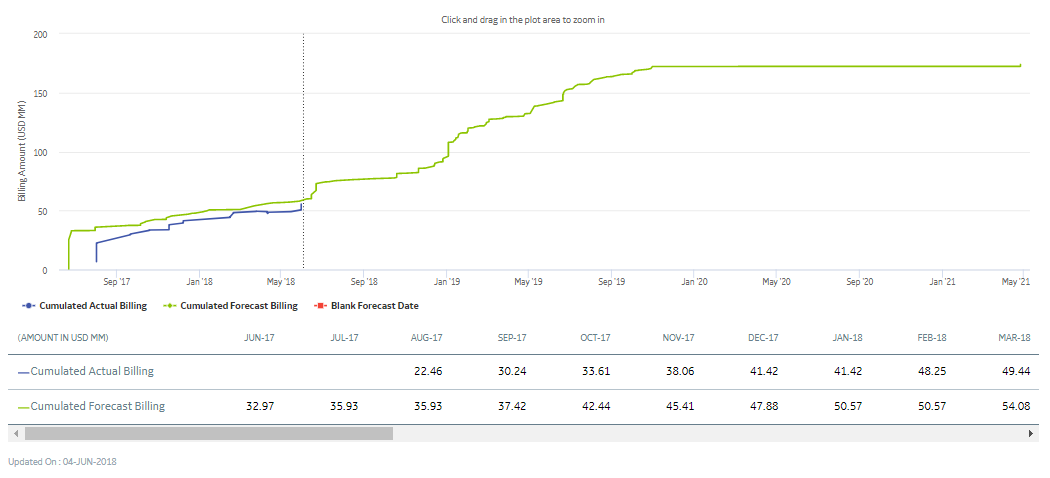 Click and drag in the plot area to zoom in
200
150
100
50
0
Billing Amount (USD MM)
Sep '17 Jan '18 May '18 Sep '18 Jan '19 May '19 Sep '19 Jan '20 May '20 Sep '20 Jan '21 May '21
Cumulated Actual Billing Cumulated Forecast Billing Blank Forecast Date
(AMOUNT IN USD MM) JUN-17 JUL-17 AUG-17 SEP-17 OCT-17 NOV-17 DEC-17 JAN-18 FEB-18 MAR-18
Cumulated Actual Billing 22.46 30.24 33.61 38.06 41.42 41.42 48.25 49.44
Cumulated Forecast Billing 32.97 35.93 35.93 37.42 42.44 45.41 47.88 50.57 50.57 54.08
Updated On : 04-JUN-2018